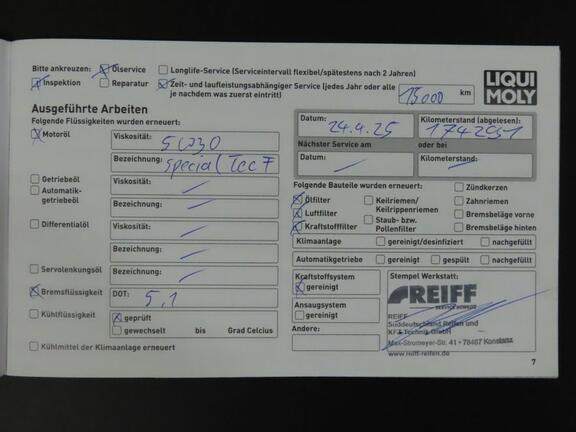 Bitte ankreuzen: Ölservice Longlife-Service (Serviceintervall flexibel/spätestens nach 2 Jahren)
Inspektion Reparatur Zeit- und laufleistungsabhängiger Service (jedes Jahr oder alle
je nachdem was zuerst eintritt) 15000 km
LIQUI
MOLY
Ausgeführte Arbeiten
Folgende Flüssigkeiten wurden erneuert:
Motoröl Viskosität: 5W30
Bezeichnung: Special Tec F
Getriebeöl Viskosität:
Automatik-
getriebeöl Bezeichnung:
Differentialöl Viskosität:
Bezeichnung:
Servolenkungsöl Bezeichnung:
Bremsflüssigkeit DOT: 5,1
Kühlflüssigkeit geprüft
gewechselt bis Grad Celcius
Kühlmittel der Klimaanlage erneuert
Datum: 24.9.25 Kilometerstand (abgelesen): 174291
Nächster Service am oder bei
Datum: Kilometerstand:
Folgende Bauteile wurden erneuert: Zündkerzen
Ölfilter Keilriemen/ Zahnriemen
Keilrippenriemen
Luftfilter Staub- bzw. Bremsbeläge vorne
Kraftstofffilter Pollenfilter Bremsbeläge hinten
Klimaanlage gereinigt/desinfiziert nachgefüllt
Automatikgetriebe gereinigt gespült nachgefüllt
Kraftstoffsystem
gereinigt
Ansaugsystem
gereinigt
Andere:
Stempel Werkstatt:
REIFF
REIFF
Süddeutschland Reifen und
KFZ-Technik GmbH
Max-Stromeyer-Str. 41 • 78467 Konstanz
www.reiff-reifen.de
7